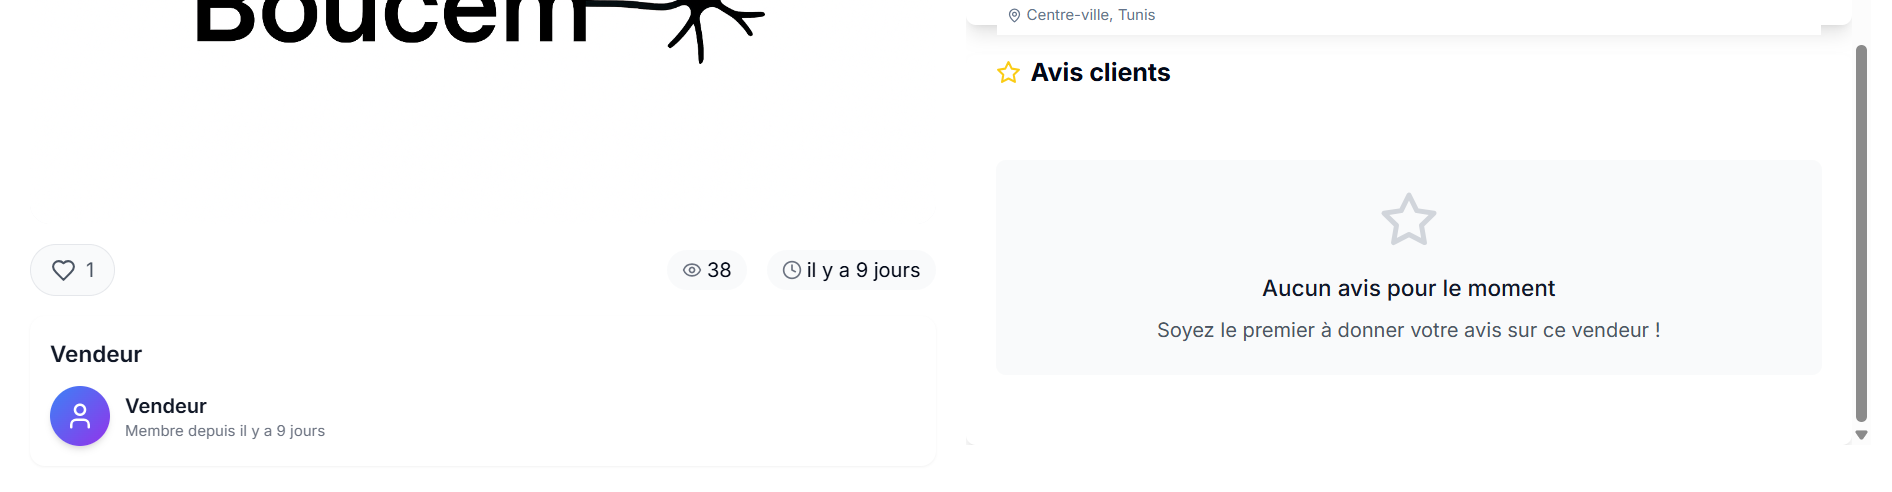 Boucem
1
38
il y a 9 jours
Vendeur
Vendeur
Membre depuis il y a 9 jours
Centre-ville, Tunis
Avis clients
Aucun avis pour le moment
Soyez le premier à donner votre avis sur ce vendeur !